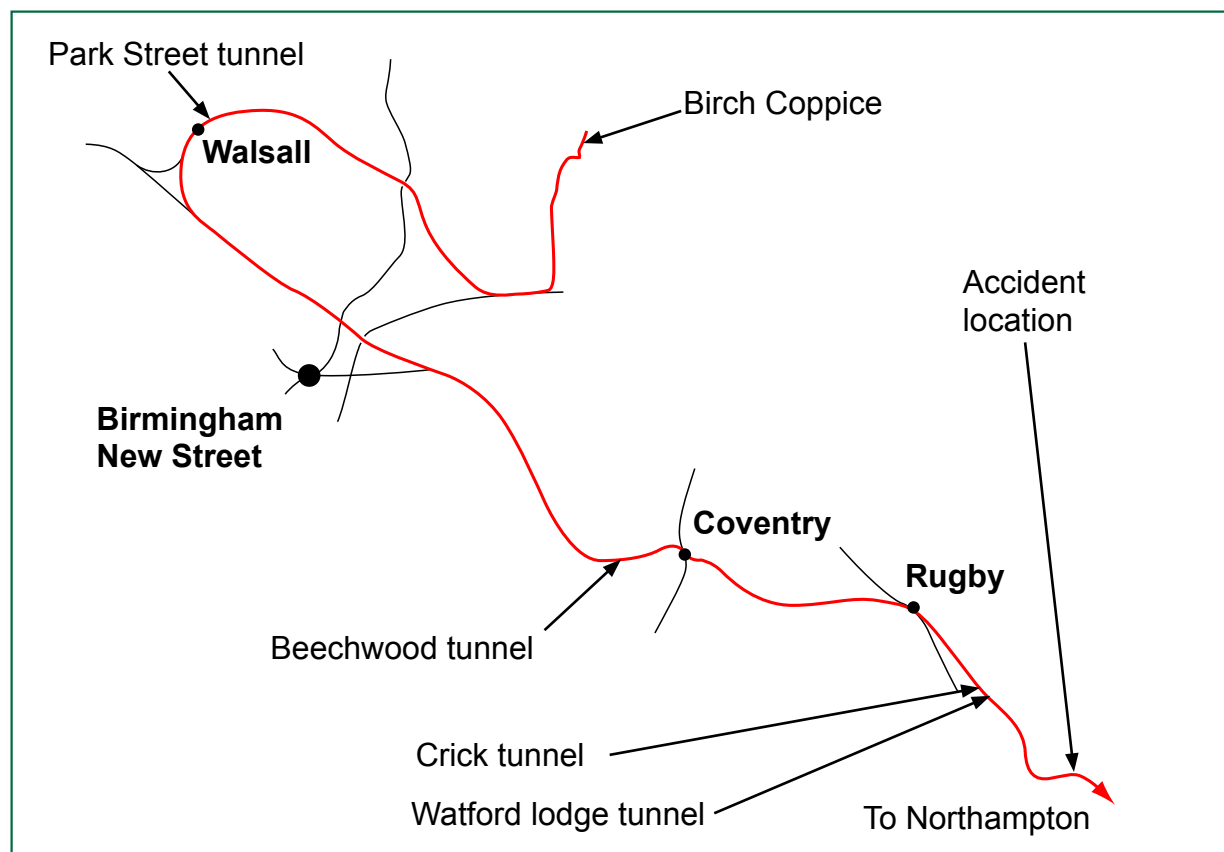 Park Street tunnel
Birch Coppice
Walsall
Accident
location
Birmingham
New Street
Coventry
Rugby
Beechwood tunnel
Crick tunnel
Watford lodge tunnel
To Northampton